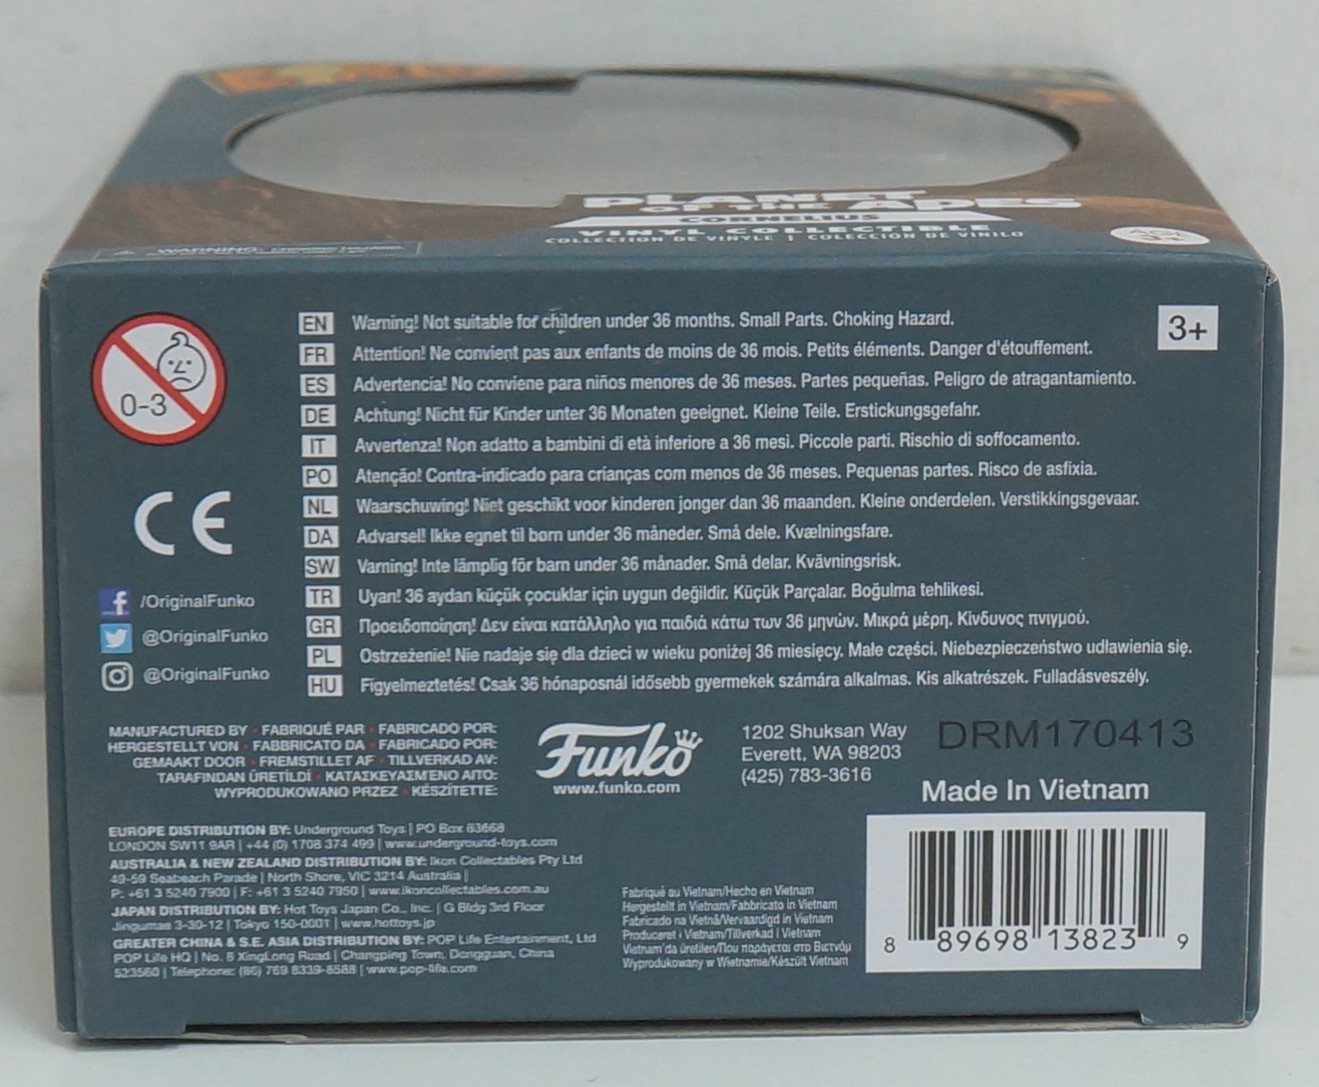 PLANET
OF THE APES
CORNELIUS
VINYL COLLECTIBLE
COLLECTION DE VINYLE | COLECCIÓN DE VINILO
WARNING:
AGE
3+
0-3
CE
EN Warning! Not suitable for children under 36 months. Small Parts. Choking Hazard.
3+
FR Attention! Ne convient pas aux enfants de moins de 36 mois. Petits éléments. Danger d'étouffement.
ES Advertencia! No conviene para niños menores de 36 meses. Partes pequeñas. Peligro de atragantamiento.
DE Achtung! Nicht für Kinder unter 36 Monaten geeignet. Kleine Teile. Erstickungsgefahr.
IT Avvertenza! Non adatto a bambini di età inferiore a 36 mesi. Piccole parti. Rischio di soffocamento.
PO Atenção! Contra-indicado para crianças com menos de 36 meses. Pequenas partes. Risco de asfixia.
NL Waarschuwing! Niet geschikt voor kinderen jonger dan 36 maanden. Kleine onderdelen. Verstikkingsgevaar.
DA Advarsel! Ikke egnet til børn under 36 måneder. Små dele. Kvælningsfare.
SW Varning! Inte lämplig för barn under 36 månader. Små delar. Kvävningsrisk.
TR Uyarı! 36 aydan küçük çocuklar için uygun değildir. Küçük Parçalar. Boğulma tehlikesi.
GR Προειδοποίηση! Δεν είναι κατάλληλο για παιδιά κάτω των 36 μηνών. Μικρά μέρη. Κίνδυνος πνιγμού.
PL Ostrzeżenie! Nie nadaje się dla dzieci w wieku poniżej 36 miesięcy. Małe części. Niebezpieczeństwo udławienia się.
HU Figyelmeztetés! Csak 36 hónaposnál idősebb gyermekek számára alkalmas. Kis alkatrészek. Fulladásveszély.
/OriginalFunko
@OriginalFunko
@OriginalFunko
MANUFACTURED BY • FABRIQUÉ PAR • FABRICADO POR:
HERGESTELLT VON • FABBRICATO DA • FABRICADO POR:
GEMAAKT DOOR • FREMSTILLET AF • TILLVERKAD AV:
TARAFINDAN ÜRETİLDİ • ΚΑΤΑΣΚΕΥΑΣΜΈΝΟ ΑΠΌ:
WYPRODUKOWANO PRZEZ • KÉSZÍTETTE:
Funko
www.funko.com
1202 Shuksan Way
Everett, WA 98203
(425) 783-3616
DRM170413
Made In Vietnam
EUROPE DISTRIBUTION BY: Underground Toys | PO Box 63668
LONDON SW11 9AR | +44 (0) 1708 374 499 | www.underground-toys.com
AUSTRALIA & NEW ZEALAND DISTRIBUTION BY: Ikon Collectables Pty Ltd
49-59 Seabeach Parade | North Shore, VIC 3214 Australia |
P: +61 3 5240 7900 | F: +61 3 5240 7950 | www.ikoncollectables.com.au
JAPAN DISTRIBUTION BY: Hot Toys Japan Co., Inc. | G Bldg 3rd Floor
Jingumae 3-30-12 | Tokyo 150-0001 | www.hottoys.jp
GREATER CHINA & S.E. ASIA DISTRIBUTION BY: POP Life Entertainment, Ltd
POP Life HQ | No. 8 XingLong Road | Changping Town, Dongguan, China
523560 | Telephone: (86) 769 8339-8588 | www.pop-life.com
Fabriqué au Vietnam/Hecho en Vietnam
Hergestellt in Vietnam/Fabbricato in Vietnam
Fabricado na Vietnã/Vervaardigd in Vietnam
Produceret i Vietnam/Tillverkad i Vietnam
Vietnam'da üretilen/Που παράγεται στο Βιετνάμ
Wyprodukowany w Wietnamie/Készült Vietnam
8 89698 13823 9